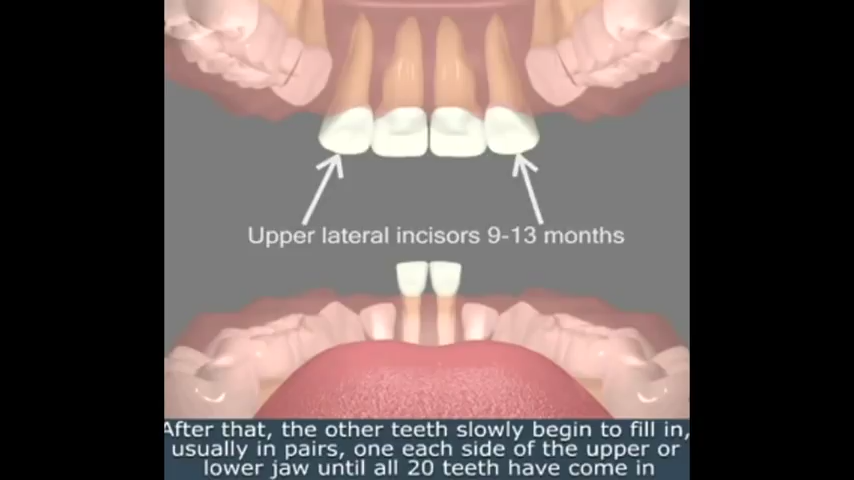 Upper lateral incisors 9-13 months
After that, the other teeth slowly begin to fill in,
usually in pairs, one each side of the upper or
lower jaw until all 20 teeth have come in